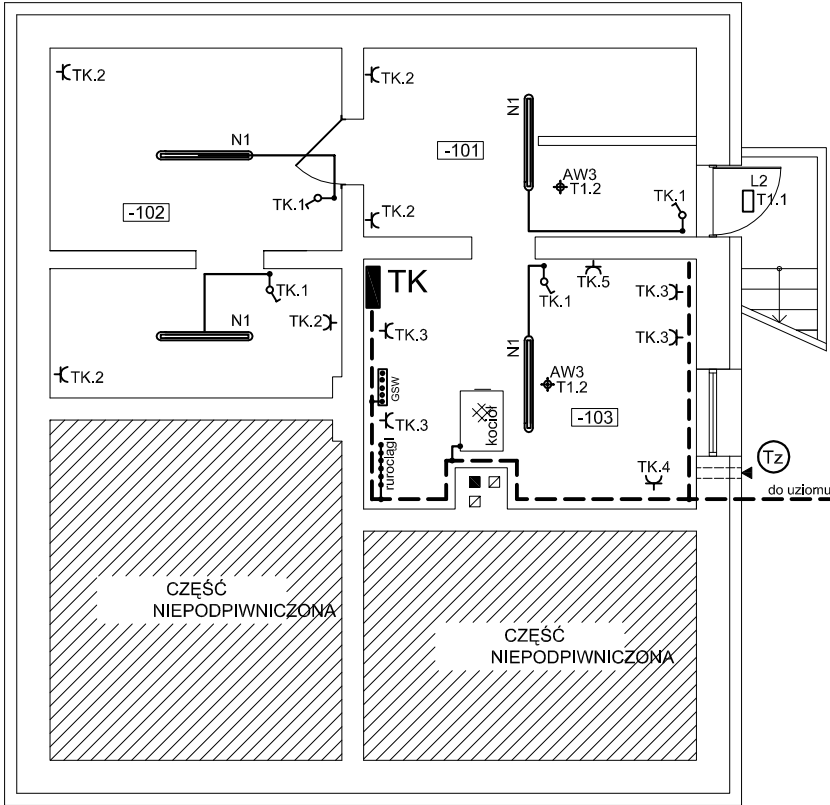 TK.2
TK.2
N1
N1
-101
AW3
T1.2
TK.1
-102
TK.2
TK.1
L2
T1.1
TK
TK.5
TK.1
TK.1
TK.3
N1
TK.2
TK.3
N1
TK.3
AW3
T1.2
TK.2
GSW
TK.3
kocioł
-103
rurociągi
TK.4
Tz
do uziomu
CZĘŚĆ
NIEPODPIWNICZONA
CZĘŚĆ
NIEPODPIWNICZONA